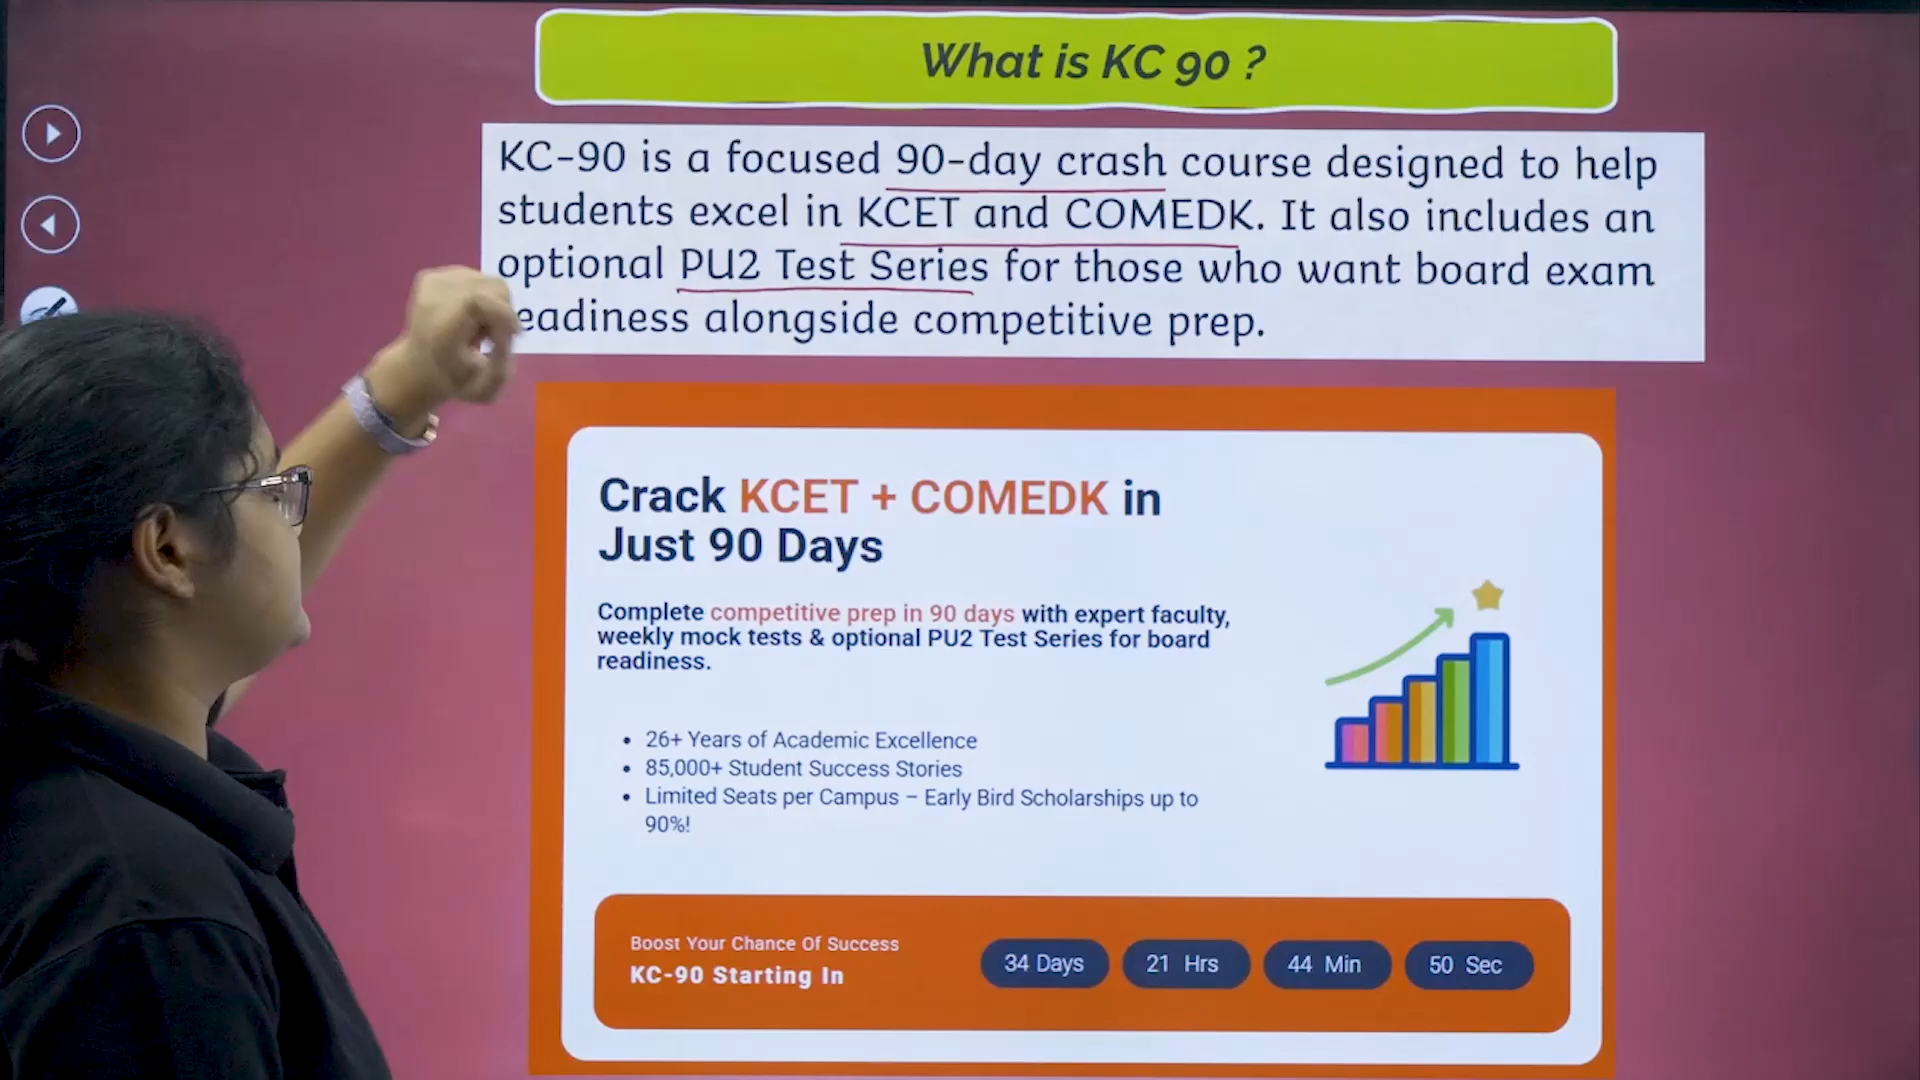 What is KC 90 ?
KC-90 is a focused 90-day crash course designed to help
students excel in KCET and COMEDK. It also includes an
optional PU2 Test Series for those who want board exam
eadiness alongside competitive prep.
Crack KCET + COMEDK in
Just 90 Days
Complete competitive prep in 90 days with expert faculty,
weekly mock tests & optional PU2 Test Series for board
readiness.
• 26+ Years of Academic Excellence
• 85,000+ Student Success Stories
• Limited Seats per Campus – Early Bird Scholarships up to
90%!
Boost Your Chance Of Success
KC-90 Starting In
34 Days 21 Hrs 44 Min 50 Sec